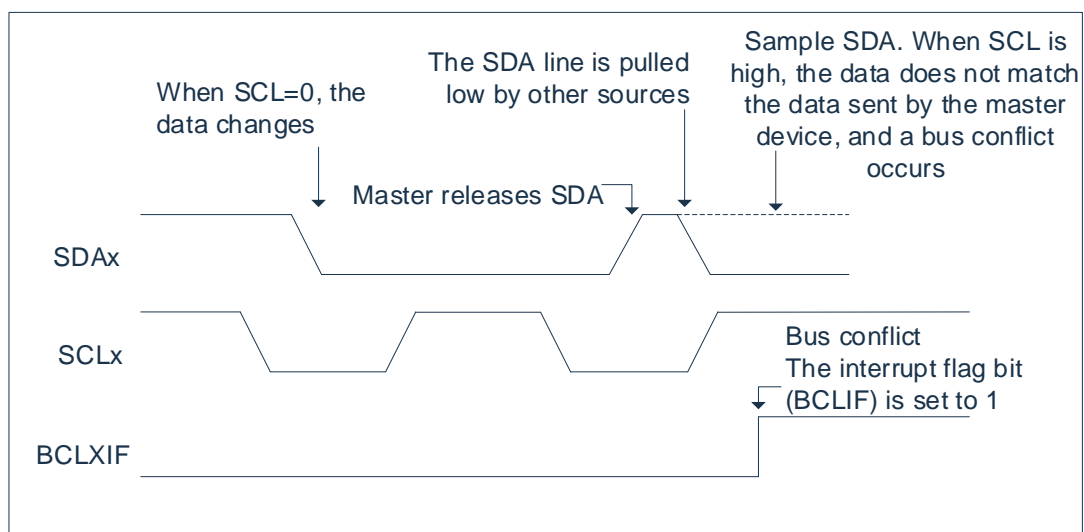 When SCL=0, the
data changes
The SDA line is pulled
low by other sources
Sample SDA. When SCL is
high, the data does not match
the data sent by the master
device, and a bus conflict
occurs
Master releases SDA
SDAx
SCLx
Bus conflict
The interrupt flag bit
(BCLIF) is set to 1
BCLXIF